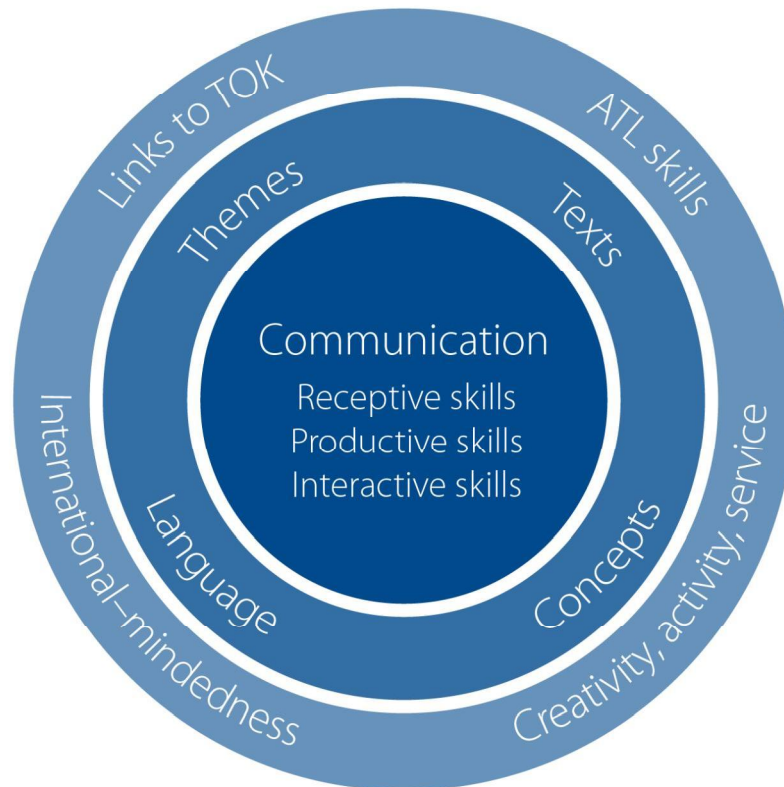 Links to TOK
ATL skills
Themes
Texts
Communication
Receptive skills
Productive skills
Interactive skills
Language
Concepts
International–mindedness
Creativity, activity, service